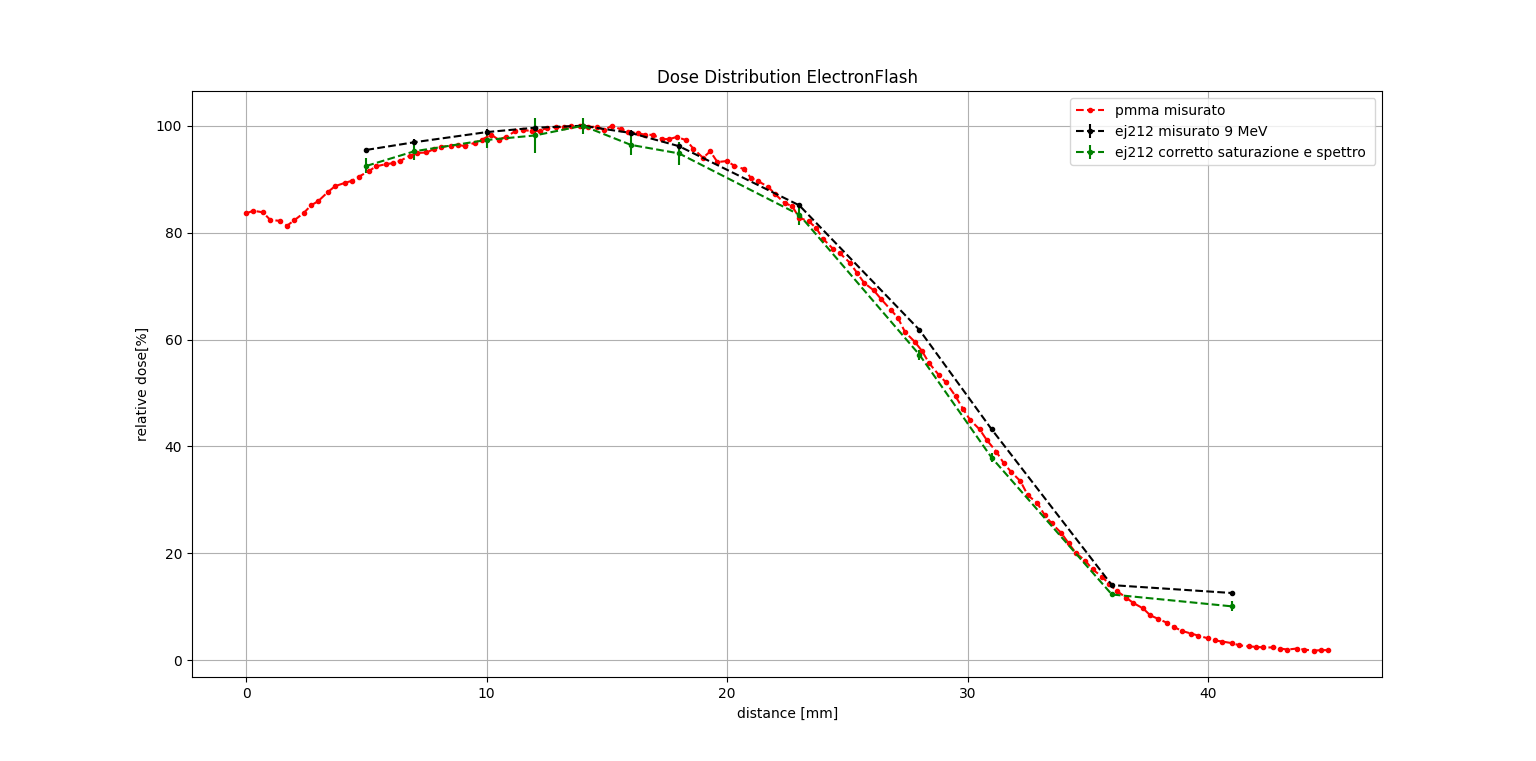 Dose Distribution ElectronFlash
pmma misurato
ej212 misurato 9 MeV
ej212 corretto saturazione e spettro
relative dose[%]
100
80
60
40
20
0
0 10 20 30 40
distance [mm]